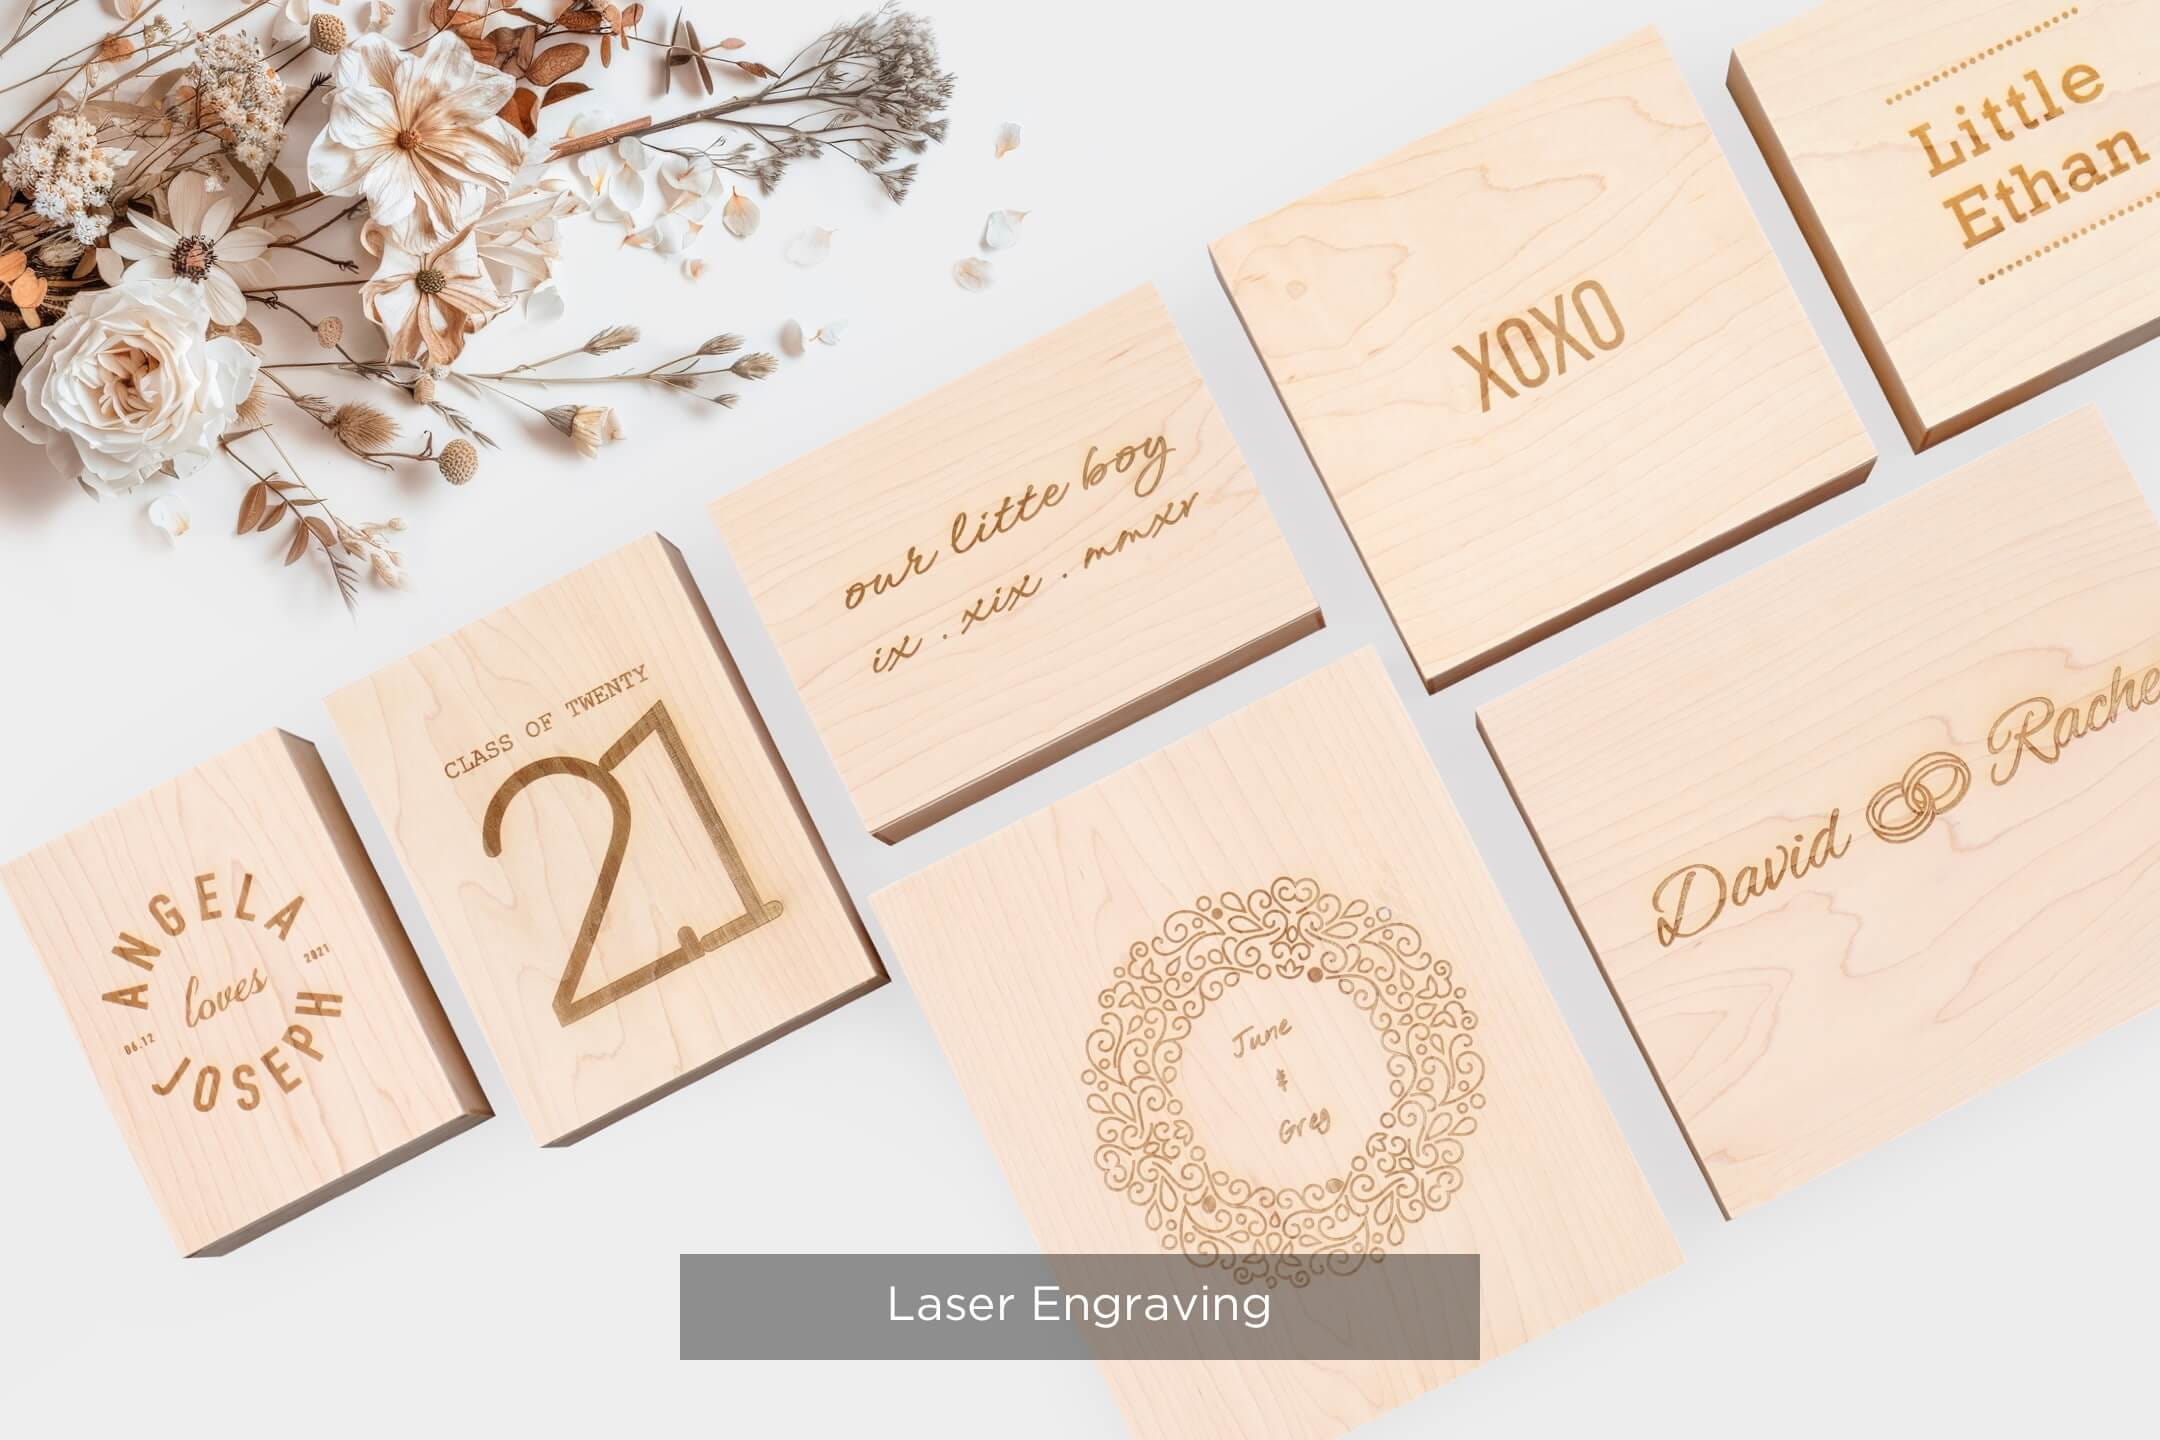 Little
Ethan
XOXO
our litte boy
ix . xix . mmxv
CLASS OF TWENTY
21
David Rache
ANGELA
2021
loves
06.12
JOSEPH
June
&
Greg
Laser Engraving